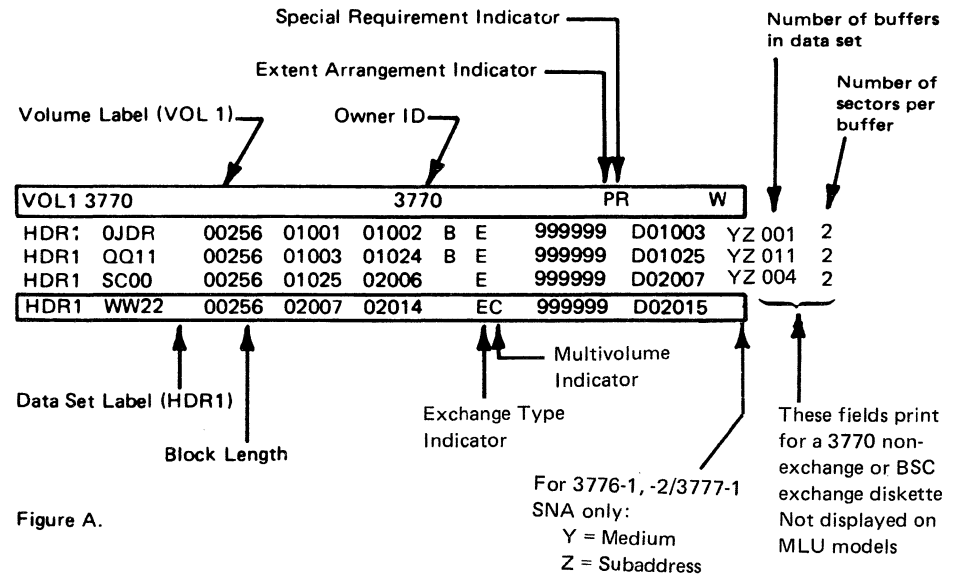 Special Requirement Indicator
Number of buffers
in data set
Extent Arrangement Indicator
Number of
sectors per
buffer
Volume Label (VOL 1)
Owner ID
VOL1 3770 3770 PR W
HDR1 OJDR 00256 01001 01002 B E 999999 D01003 YZ 001 2
HDR1 QQ11 00256 01003 01024 B E 999999 D01025 YZ 011 2
HDR1 SC00 00256 01025 02006 E 999999 D02007 YZ 004 2
HDR1 WW22 00256 02007 02014 EC 999999 D02015
Multivolume
Indicator
Data Set Label (HDR1)
Exchange Type
Indicator
Block Length
These fields print
for a 3770 non-
exchange or BSC
exchange diskette
Not displayed on
MLU models
For 3776-1, -2/3777-1
SNA only:
Y = Medium
Z = Subaddress
Figure A.